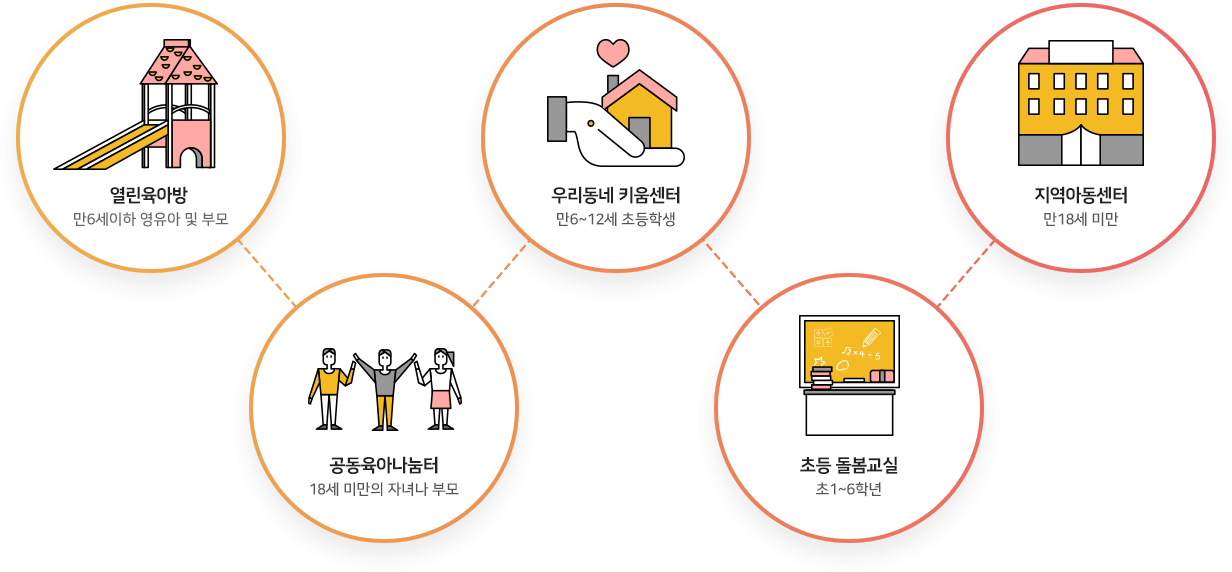 열린육아방
만6세이하 영유아 및 부모
우리동네 키움센터
만6~12세 초등학생
지역아동센터
만18세 미만
√2×4÷5
공동육아나눔터
18세 미만의 자녀나 부모
초등 돌봄교실
초1~6학년